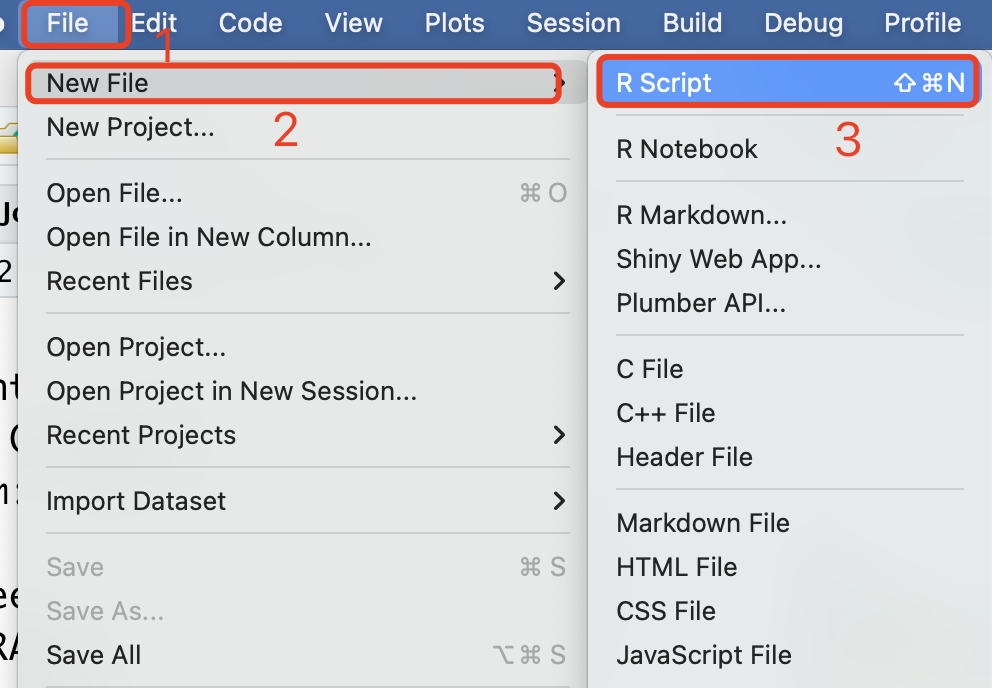 File Edit Code View Plots Session Build Debug Profile
1
New File
2
New Project...
Open File... ⌘ O
Open File in New Column...
Recent Files
Open Project...
Open Project in New Session...
Recent Projects
Import Dataset
Save ⌘ S
Save As...
Save All ⌥⌘ S
R Script ⇧⌘N
3
R Notebook
R Markdown...
Shiny Web App...
Plumber API...
C File
C++ File
Header File
Markdown File
HTML File
CSS File
JavaScript File